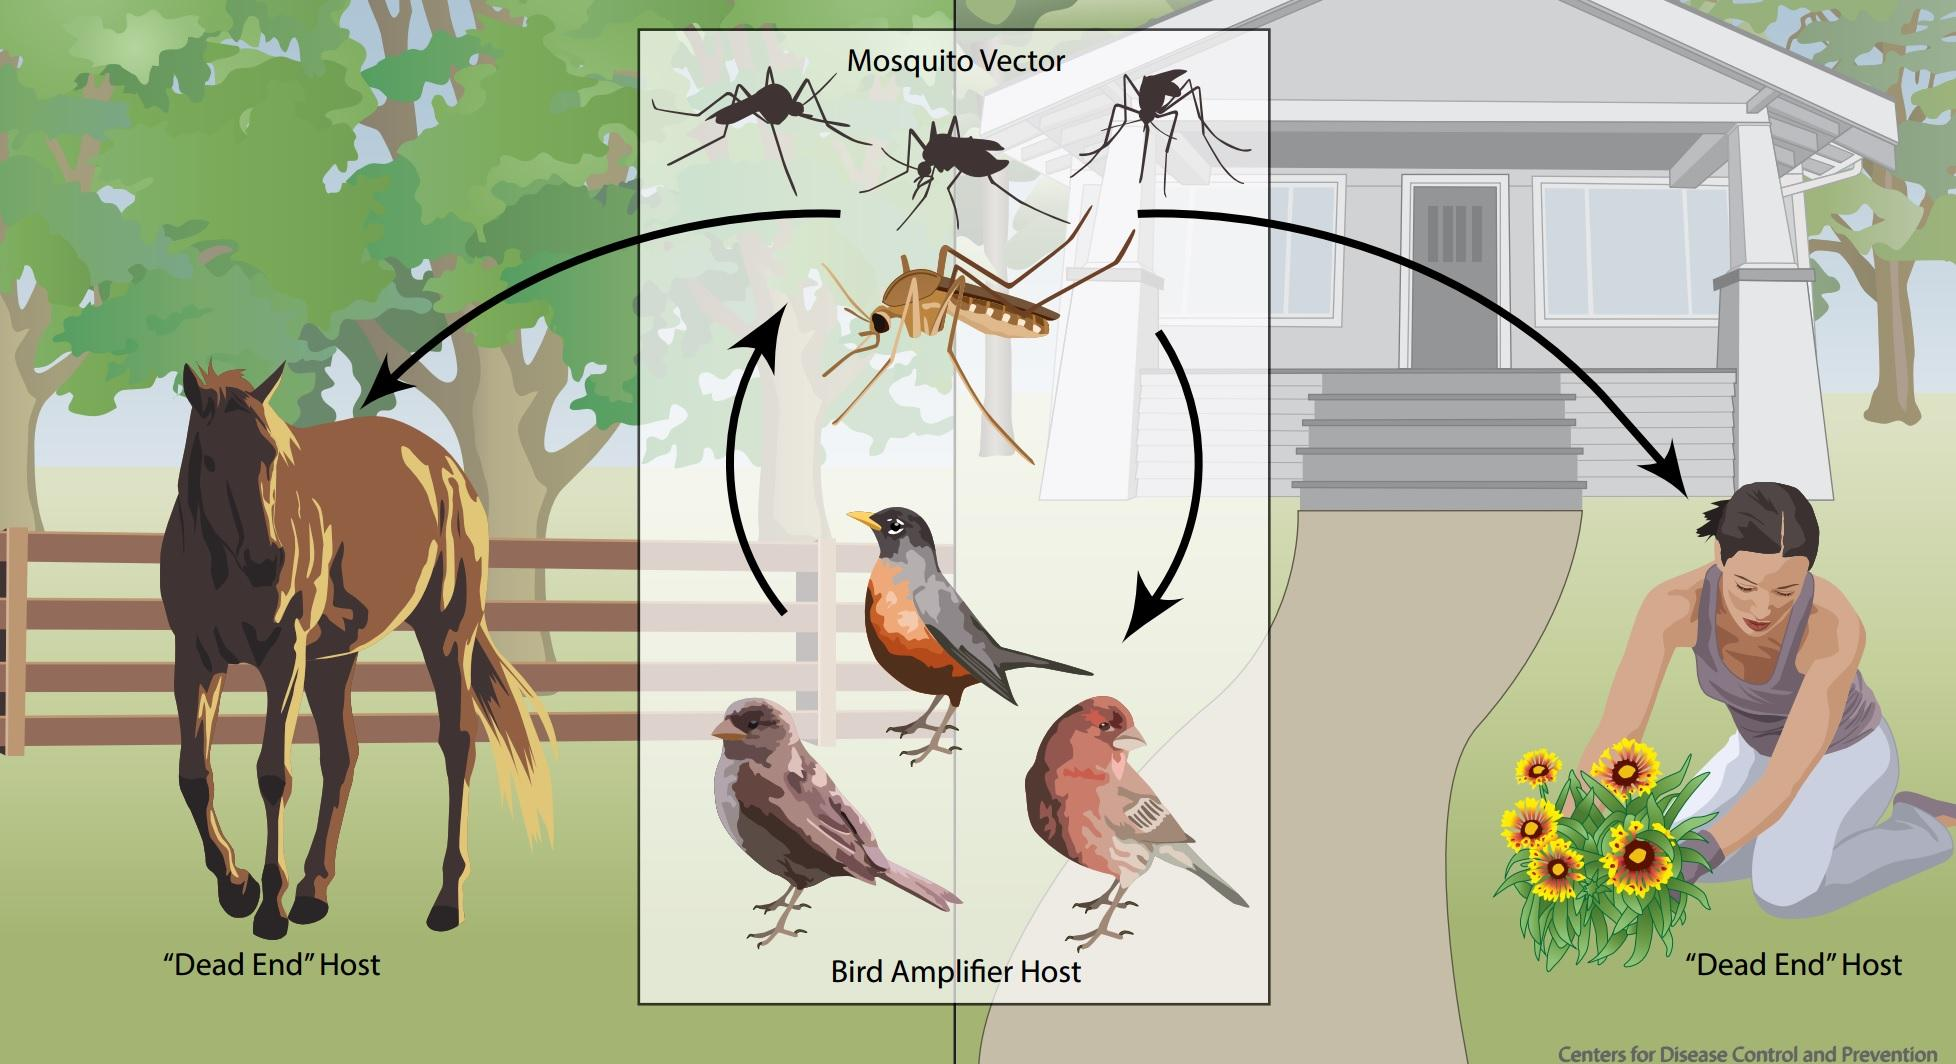 Mosquito Vector
“Dead End” Host
Bird Amplifier Host
“Dead End” Host
Centers for Disease Control and Prevention